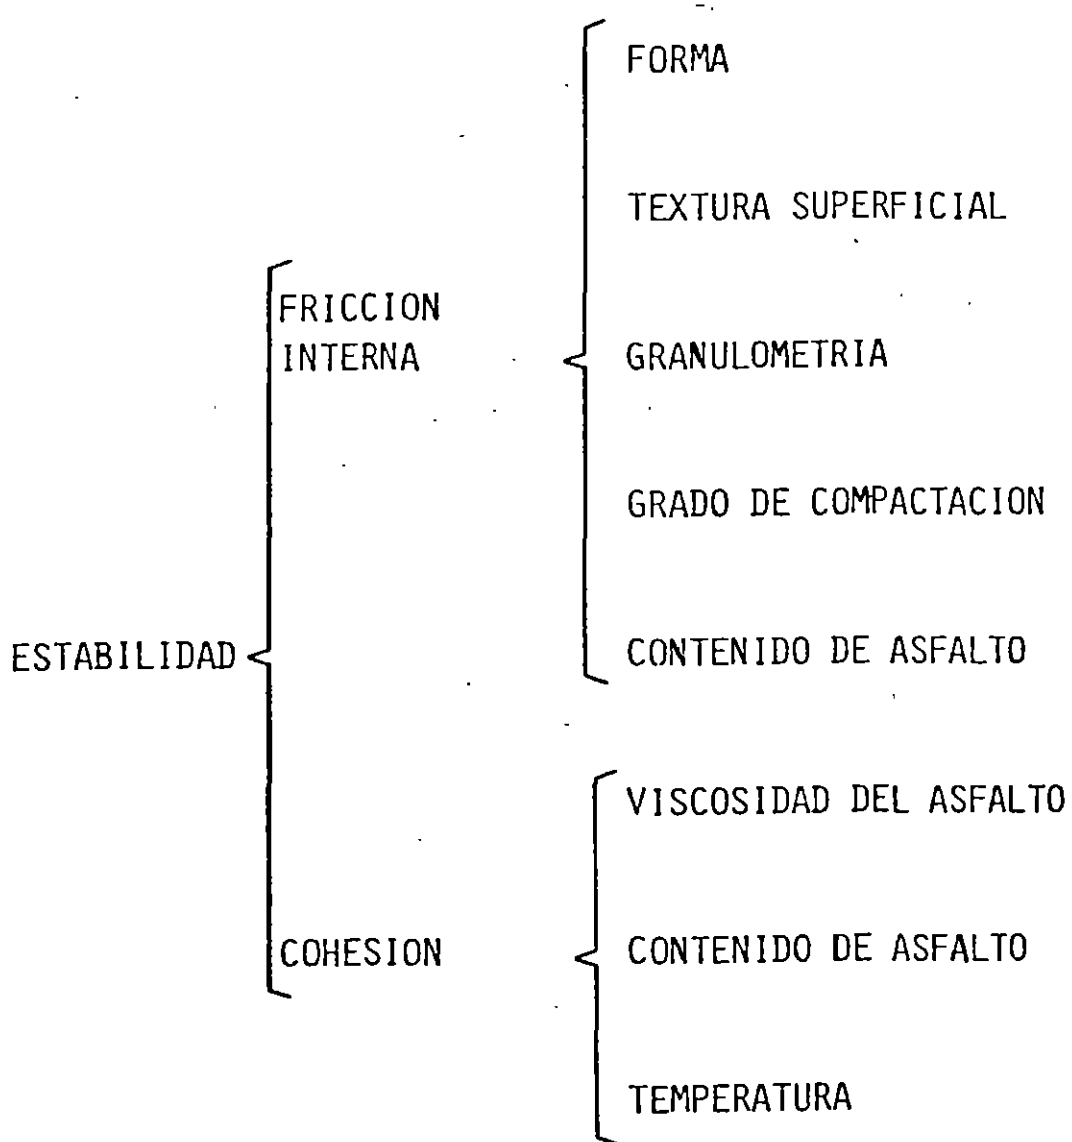 FORMA
TEXTURA SUPERFICIAL
FRICCION
INTERNA
GRANULOMETRIA
GRADO DE COMPACTACION
ESTABILIDAD
CONTENIDO DE ASFALTO
VISCOSIDAD DEL ASFALTO
COHESION
CONTENIDO DE ASFALTO
TEMPERATURA